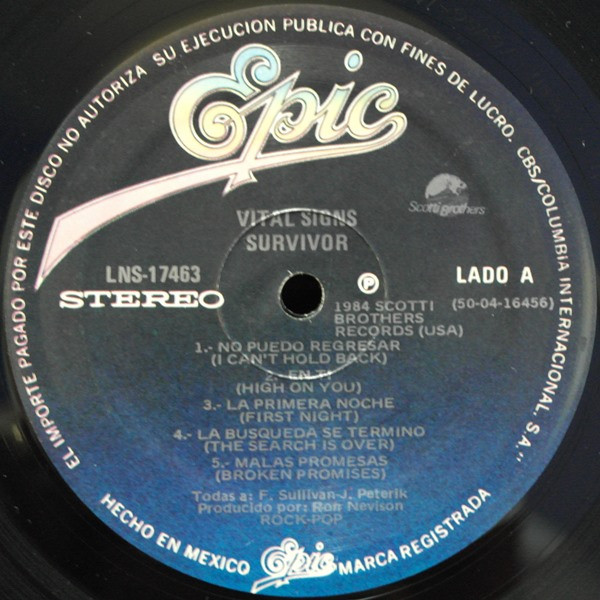 EL IMPORTE PAGADO POR ESTE DISCO NO AUTORIZA SU EJECUCION PUBLICA CON FINES DE LUCRO. CBS/COLUMBIA INTERNACIONAL, S.A."
Epic
Scotti brothers
VITAL SIGNS
SURVIVOR
LNS-17463
STEREO
LADO A
(50-04-16456)
P
1984 SCOTTI
BROTHERS
RECORDS (USA)
1.- NO PUEDO REGRESAR
(I CAN'T HOLD BACK)
2.- EN TI
(HIGH ON YOU)
3.- LA PRIMERA NOCHE
(FIRST NIGHT)
4.- LA BUSQUEDA SE TERMINO
(THE SEARCH IS OVER)
5.- MALAS PROMESAS
(BROKEN PROMISES)
Todas a: F. Sullivan-J. Peterik
Producido por: Ron Nevison
ROCK-POP
HECHO EN MEXICO Epic MARCA REGISTRADA